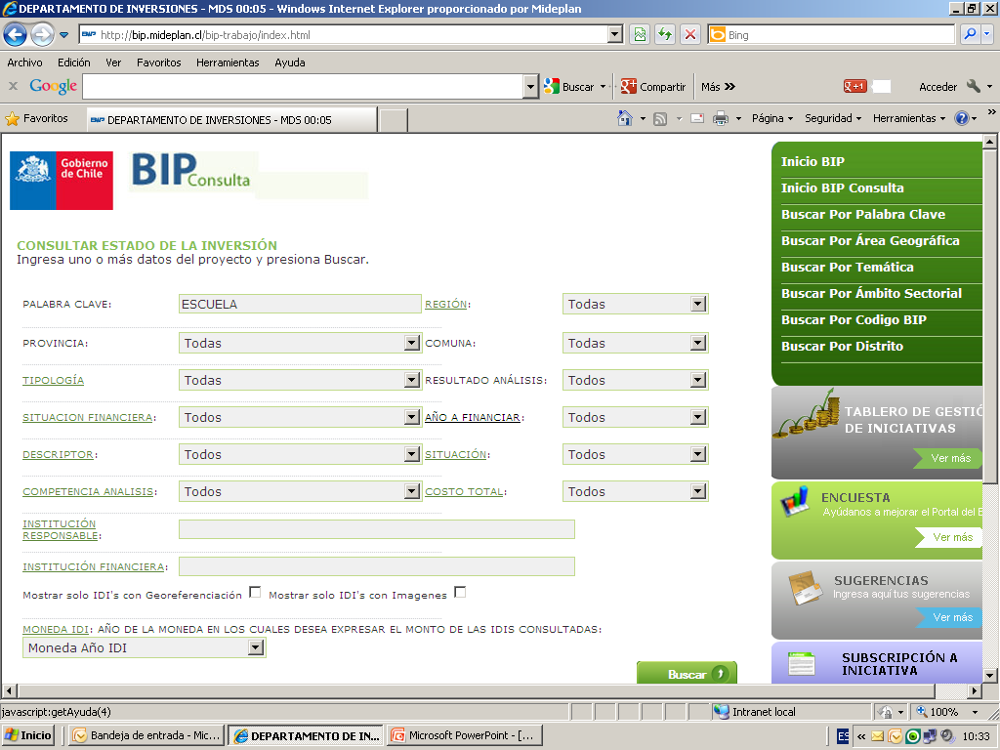 DEPARTAMENTO DE INVERSIONES - MDS 00:05 - Windows Internet Explorer proporcionado por Mideplan
http://bip.mideplan.cl/bip-trabajo/index.html
Bing
Archivo Edición Ver Favoritos Herramientas Ayuda
x Google Buscar Compartir Más »
+1 Acceder
Favoritos BIP DEPARTAMENTO DE INVERSIONES - MDS 00:05 Página Seguridad Herramientas »
Gobierno
de Chile
BIP Consulta
CONSULTAR ESTADO DE LA INVERSIÓN
Ingresa uno o más datos del proyecto y presiona Buscar.
PALABRA CLAVE: ESCUELA REGIÓN: Todas
PROVINCIA: Todas COMUNA: Todas
TIPOLOGÍA Todas RESULTADO ANÁLISIS: Todos
SITUACION FINANCIERA: Todos AÑO A FINANCIAR: Todos
DESCRIPTOR: Todos SITUACIÓN: Todos
COMPETENCIA ANALISIS: Todos COSTO TOTAL: Todos
INSTITUCIÓN
RESPONSABLE:
INSTITUCIÓN FINANCIERA:
Mostrar solo IDI's con Georeferenciación Mostrar solo IDI's con Imagenes
MONEDA IDI: AÑO DE LA MONEDA EN LOS CUALES DESEA EXPRESAR EL MONTO DE LAS IDIS CONSULTADAS:
Moneda Año IDI
Buscar
Inicio BIP
Inicio BIP Consulta
Buscar Por Palabra Clave
Buscar Por Área Geográfica
Buscar Por Temática
Buscar Por Ámbito Sectorial
Buscar Por Codigo BIP
Buscar Por Distrito
TABLERO DE GESTIÓ
DE INICIATIVAS
Ver más
ENCUESTA
Ayúdanos a mejorar el Portal del B
Ver más
SUGERENCIAS
Ingresa aquí tus sugerencias
Ver más
SUBSCRIPCIÓN A
INICIATIVA
javascript:getAyuda(4) Intranet local 100%
Inicio Bandeja de entrada - Mic... DEPARTAMENTO DE IN... Microsoft PowerPoint - [... ES « 10:33